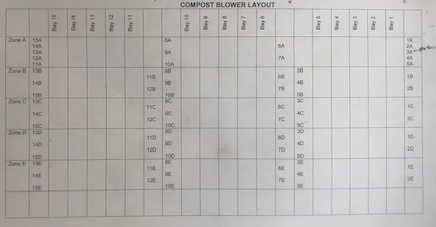 COMPOST BLOWER LAYOUT
Bay 15 Bay 14 Bay 13 Bay 12 Bay 11 Bay 10 Bay 9 Bay 8 Bay 7 Bay 6 Bay 5 Bay 4 Bay 3 Bay 2 Bay 1
Zone A 15A 8A 1A
14A 6A 2A
13A 9A 3A
12A 7A 4A
11A 10A 5A
Zone B 13B 8B 3B
11B 6B 1B
14B 9B 4B
12B 7B 2B
15B 10B 5B
Zone C 13C 8C 3C
11C 6C 1C
14C 9C 4C
12C 7C 2C
15C 10C 5C
Zone D 13D 8D 3D
11D 6D 1D
14D 9D 4D
12D 7D 2D
15D 10D 5D
Zone E 13E 8E 3E
11E 6E 1E
14E 9E 4E
12E 7E 2E
15E 10E 5E